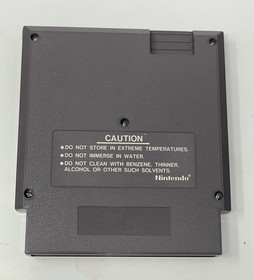 CAUTION
●DO NOT STORE IN EXTREME TEMPERATURES.
●DO NOT IMMERSE IN WATER.
●DO NOT CLEAN WITH BENZENE, THINNER,
ALCOHOL OR OTHER SUCH SOLVENTS.
Nintendo®